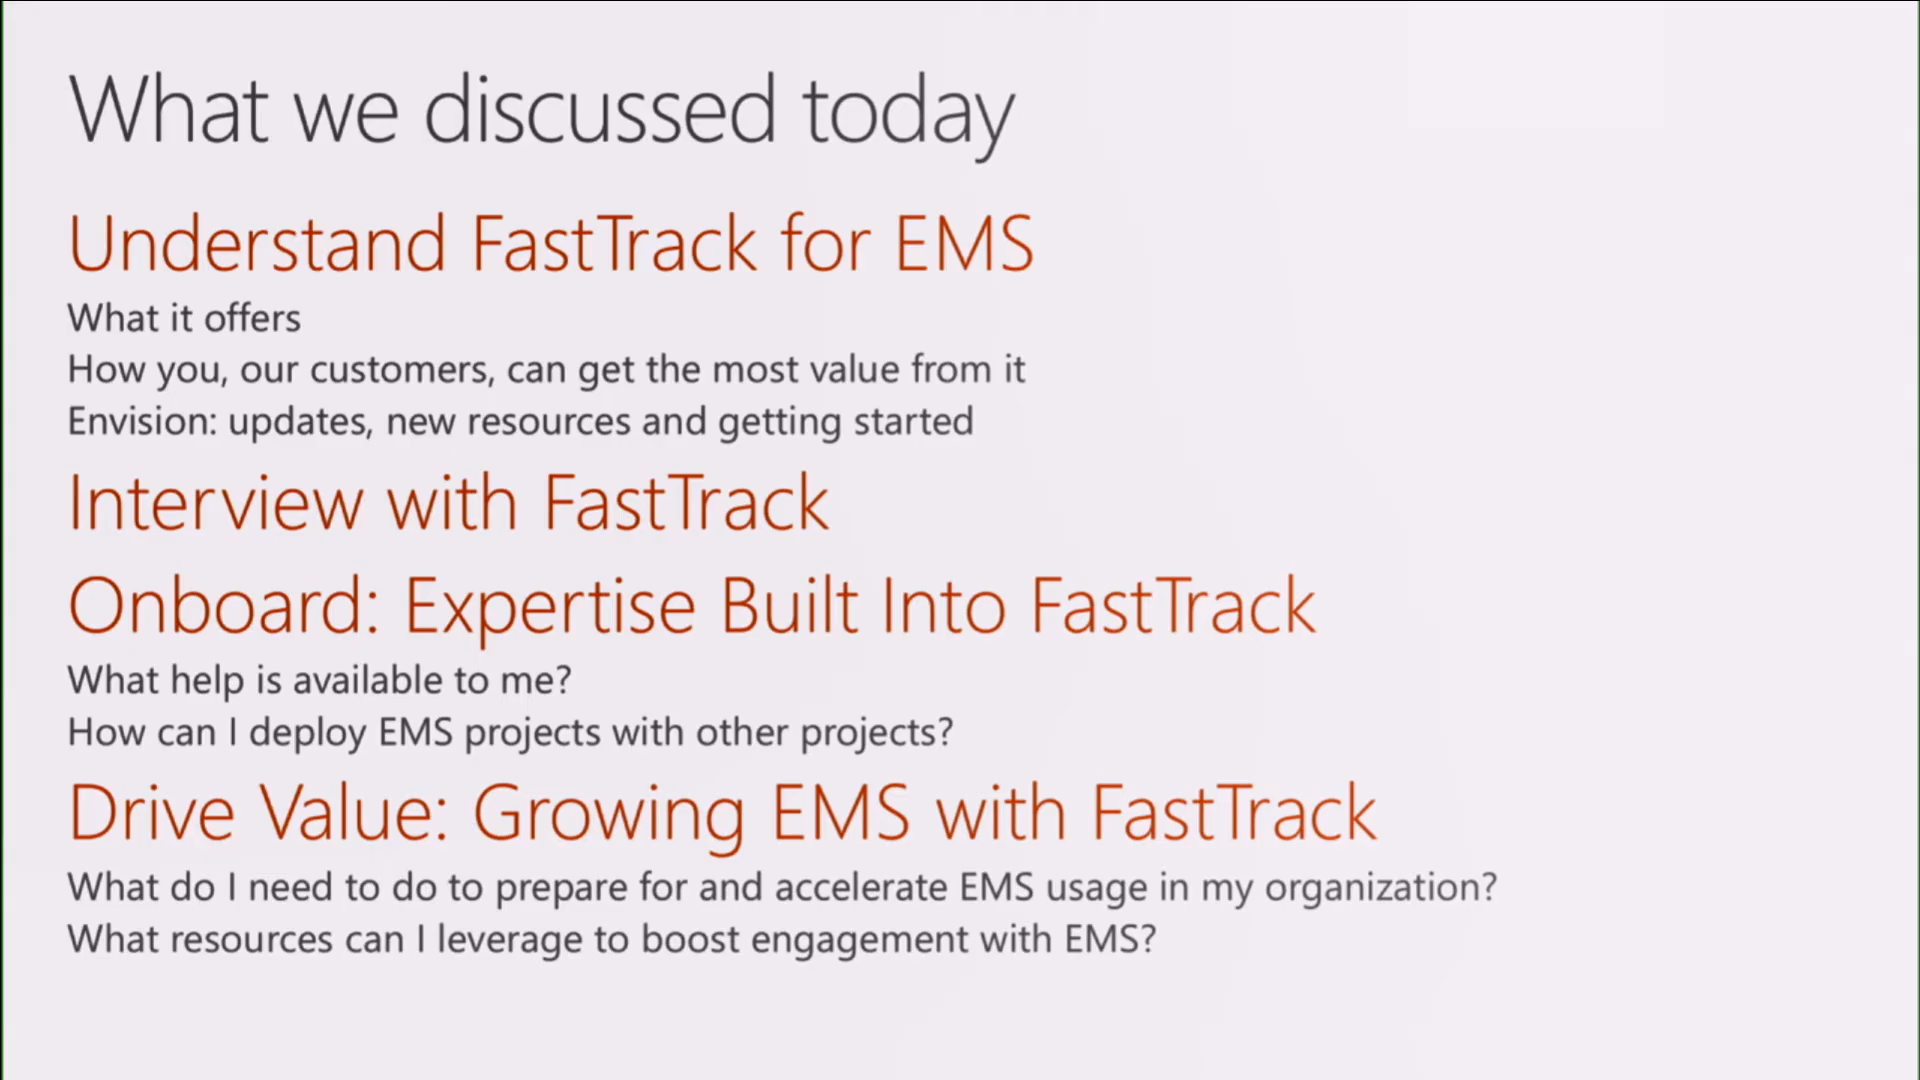 What we discussed today
Understand FastTrack for EMS
What it offers
How you, our customers, can get the most value from it
Envision: updates, new resources and getting started
Interview with FastTrack
Onboard: Expertise Built Into FastTrack
What help is available to me?
How can I deploy EMS projects with other projects?
Drive Value: Growing EMS with FastTrack
What do I need to do to prepare for and accelerate EMS usage in my organization?
What resources can I leverage to boost engagement with EMS?